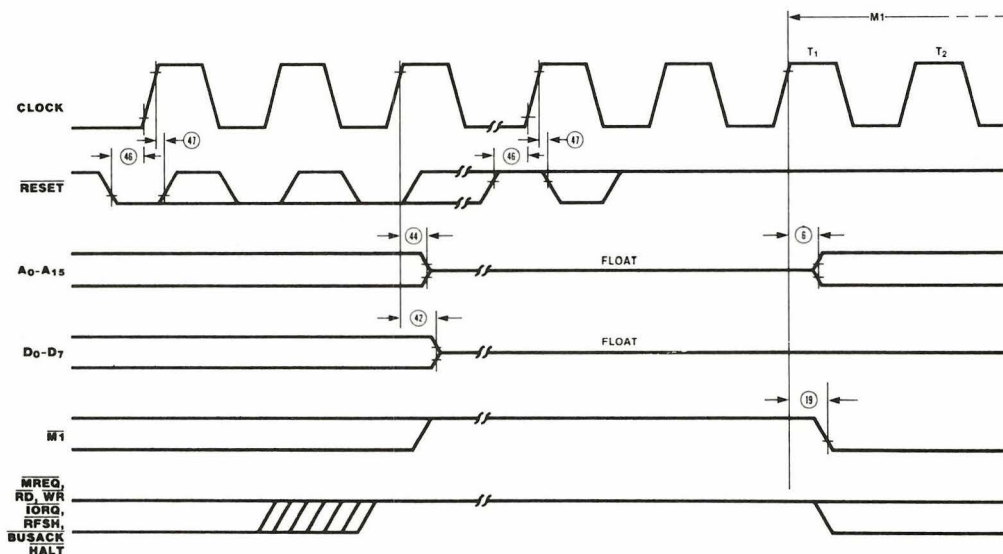 M1
T1
T2
CLOCK
46
47
46
47
RESET
44
6
A0-A15
FLOAT
42
D0-D7
FLOAT
19
M1
MREQ,
RD, WR
IORQ,
RFSH,
BUSACK
HALT